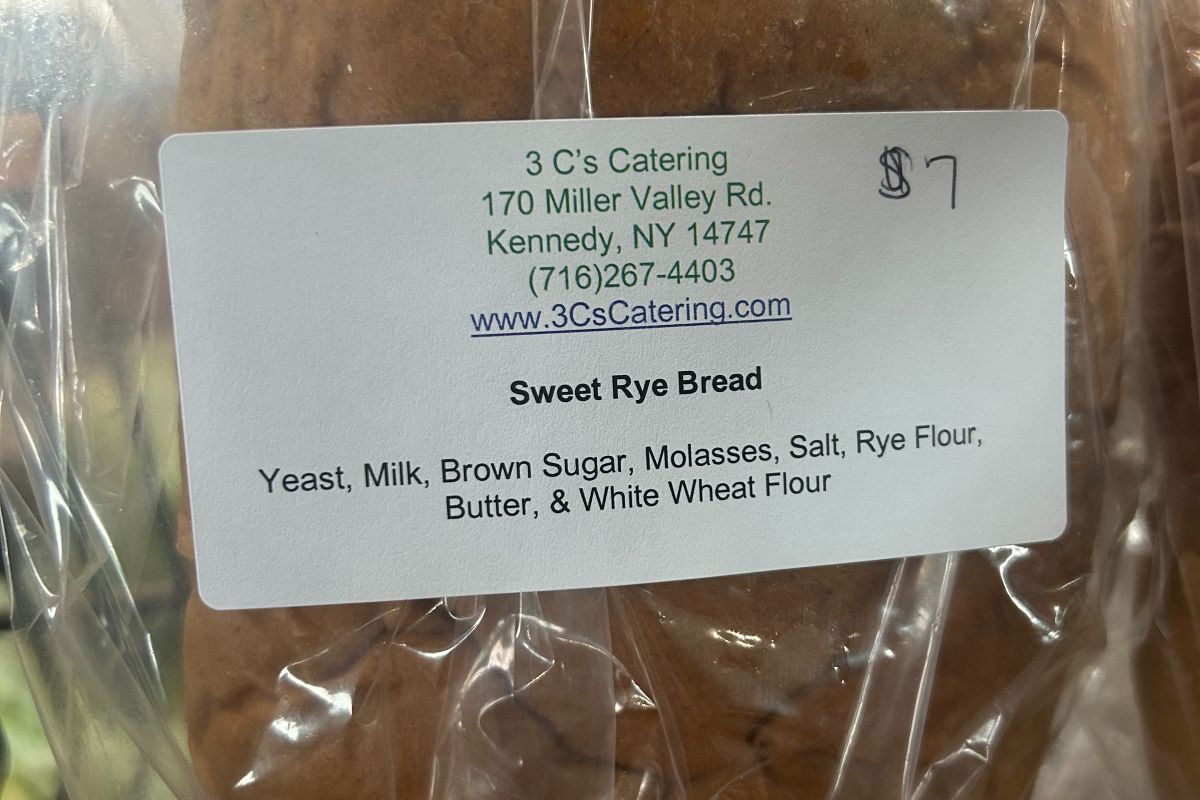 3 C's Catering
$7
170 Miller Valley Rd.
Kennedy, NY 14747
(716)267-4403
www.3CsCatering.com
Sweet Rye Bread
Yeast, Milk, Brown Sugar, Molasses, Salt, Rye Flour,
Butter, & White Wheat Flour